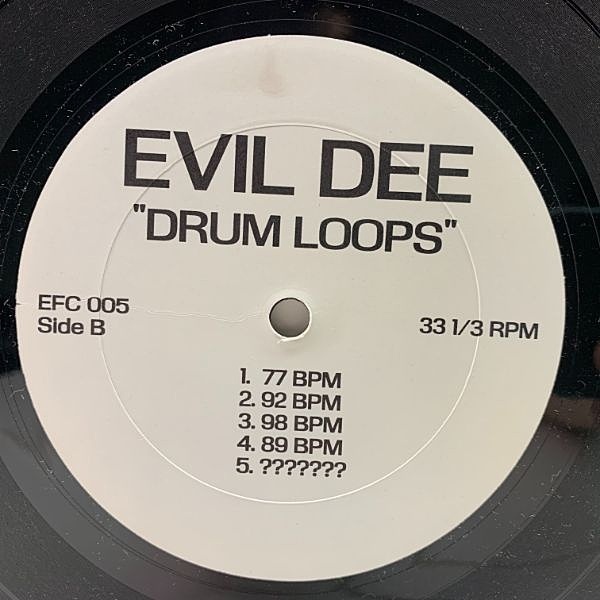 EVIL DEE
"DRUM LOOPS"
EFC 005
Side B
33 1/3 RPM
1. 77 BPM
2. 92 BPM
3. 98 BPM
4. 89 BPM
5. ???????